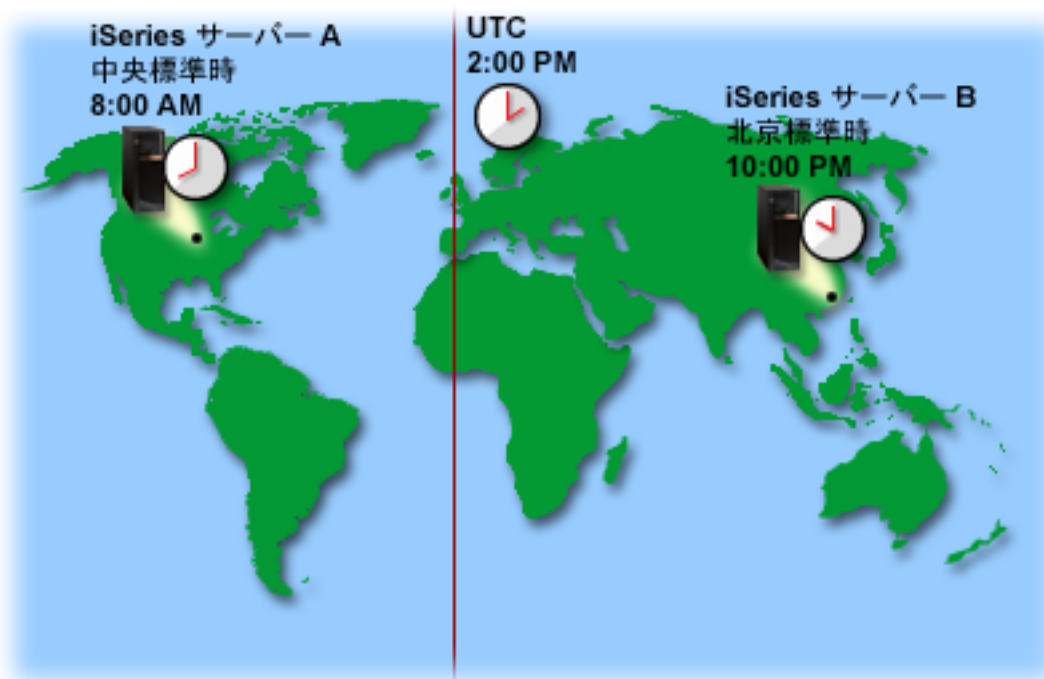 iSeries サーバー A
中央標準時
8:00 AM
UTC
2:00 PM
iSeries サーバー B
北京標準時
10:00 PM